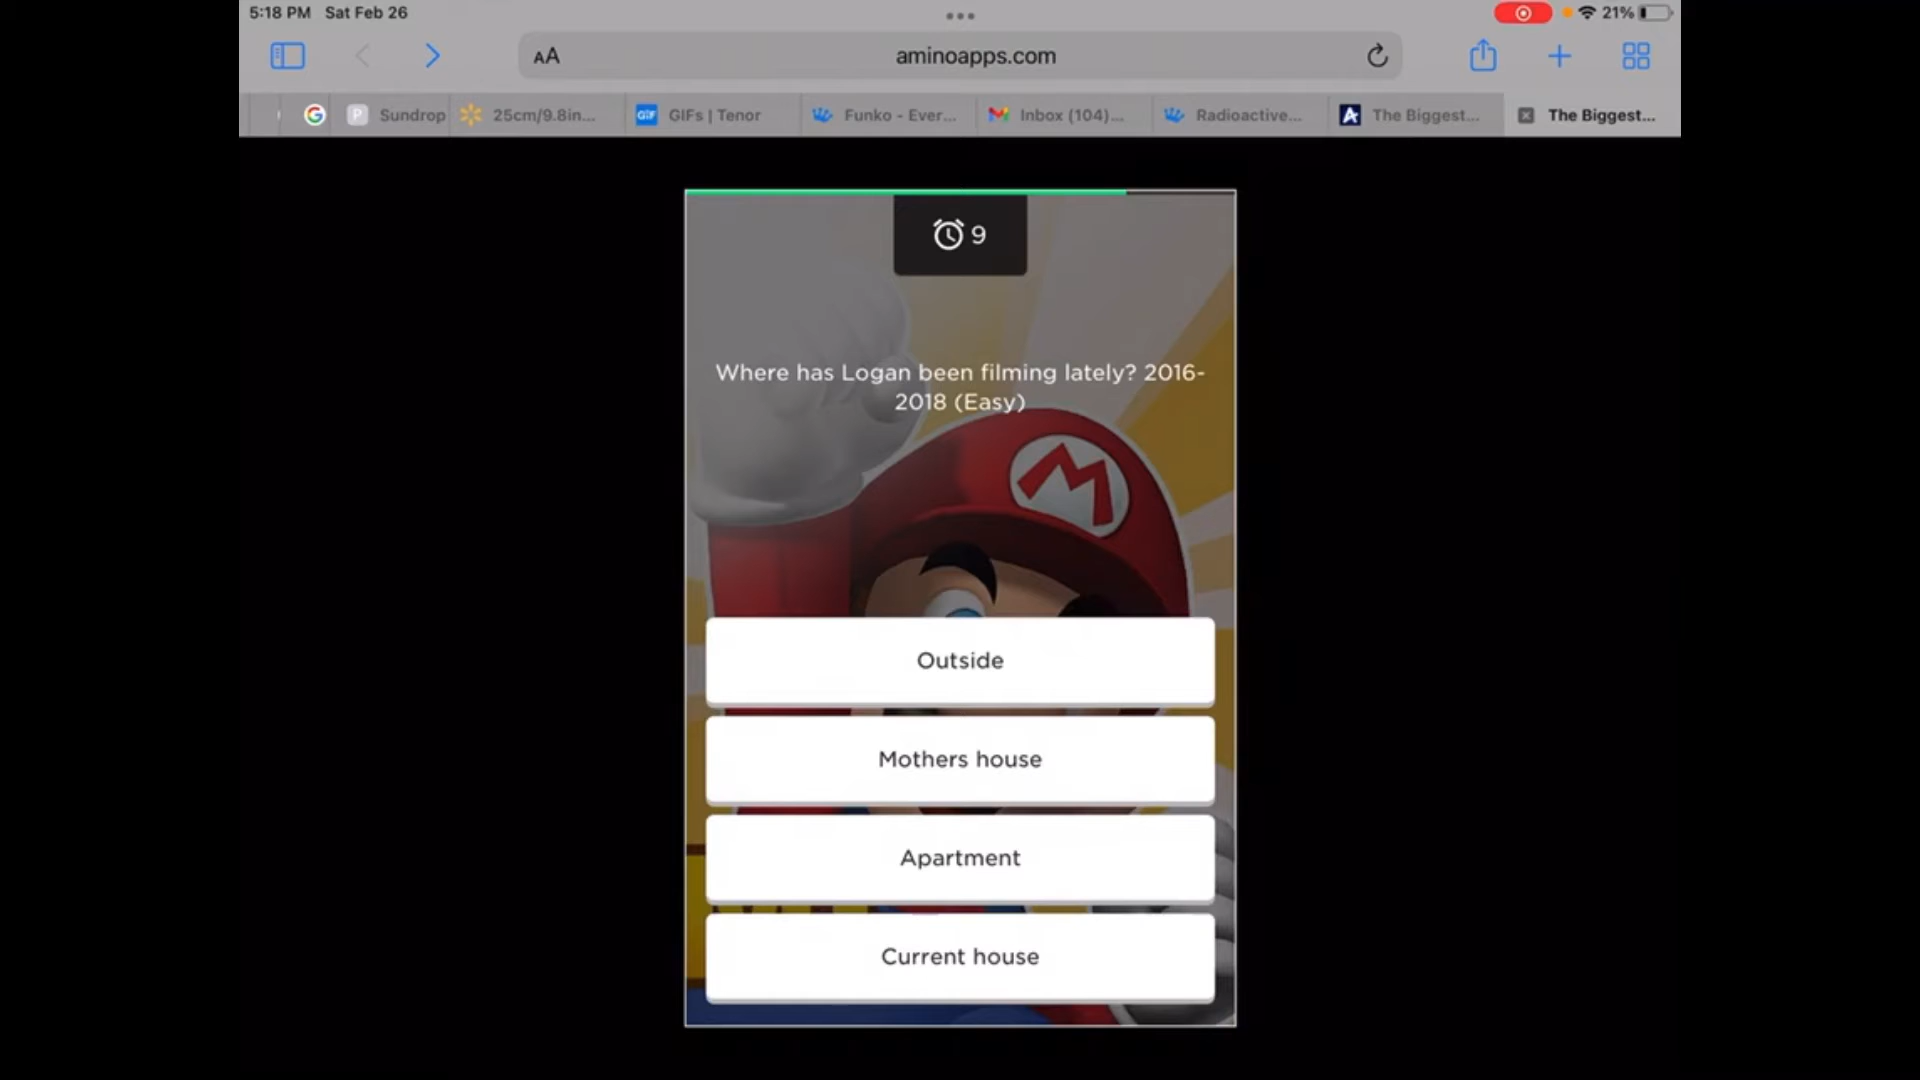 5:18 PM Sat Feb 26
21%
AA
aminoapps.com
Sundrop
25cm/9.8in...
GIF
GIFs | Tenor
Funko - Ever...
Inbox (104)...
Radioactive...
The Biggest...
The Biggest...
9
Where has Logan been filming lately? 2016-
2018 (Easy)
M
Outside
Mothers house
Apartment
Current house